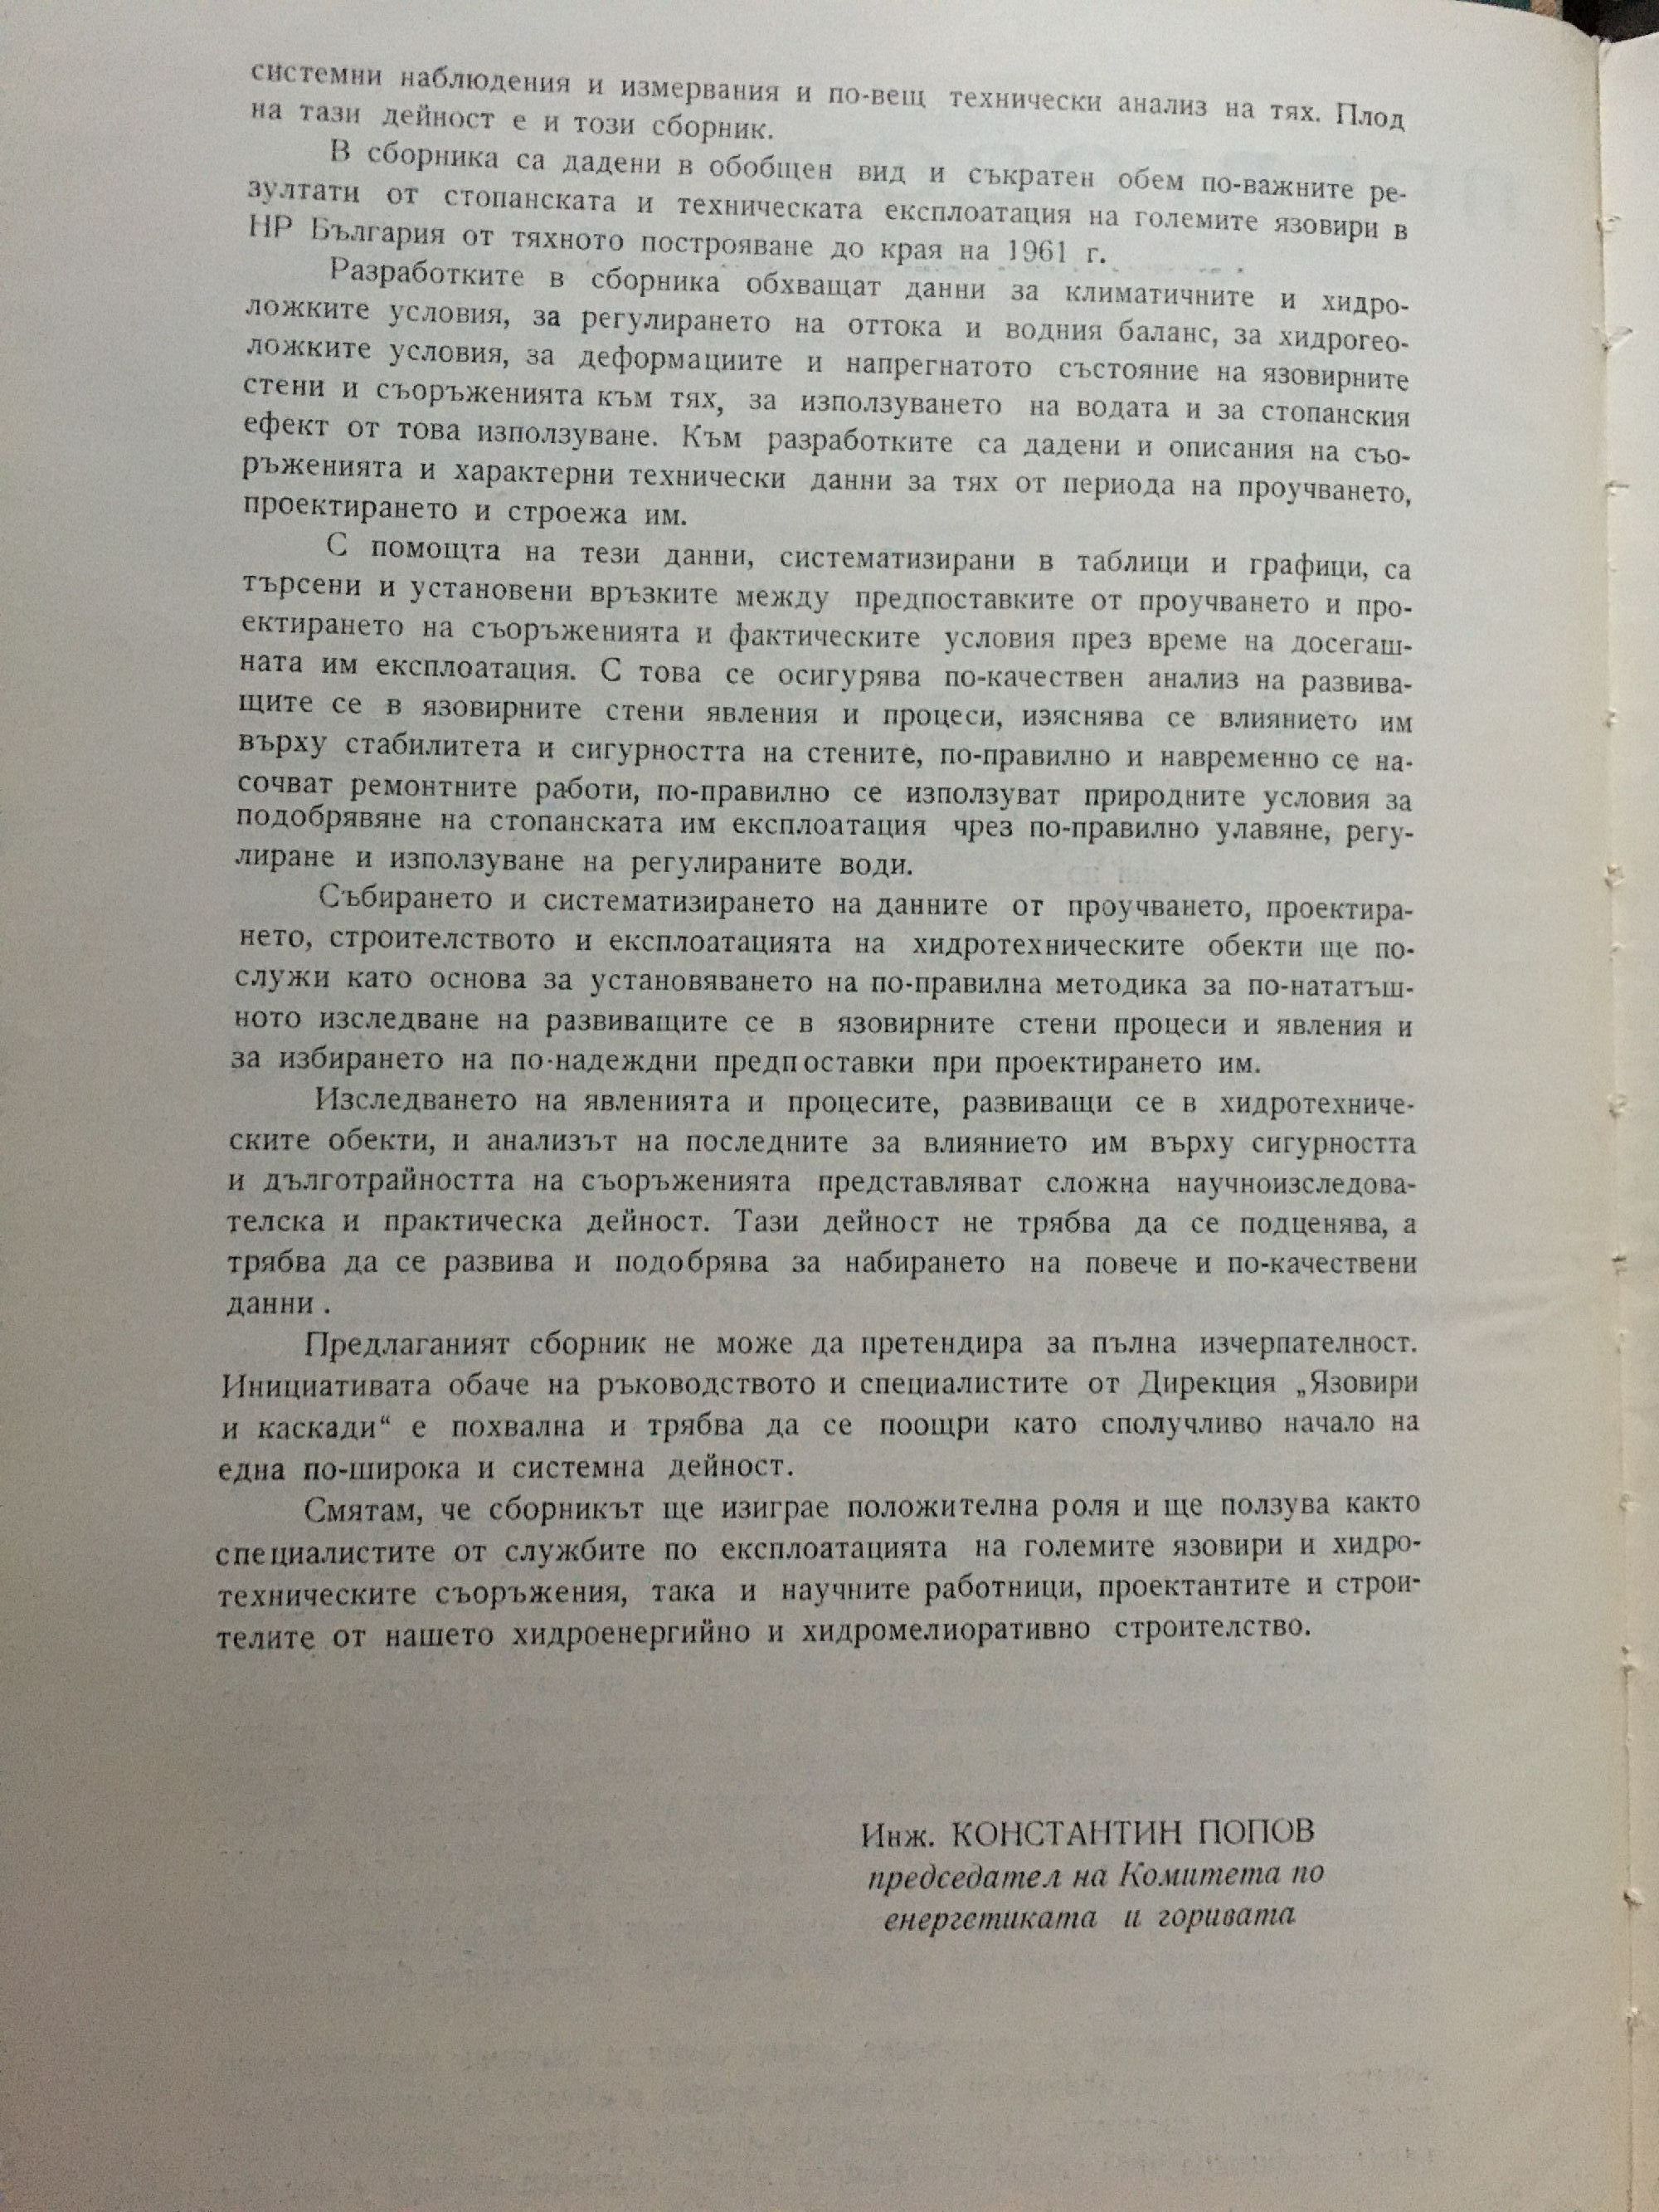 системни наблюдения и измервания и по-вещ технически анализ на тях. Плод
на тази дейност е и този сборник.
В сборника са дадени в обобщен вид и съкратен обем по-важните ре-
зултати от стопанската и техническата експлоатация на големите язовири в
НР България от тяхното построяване до края на 1961 г.
Разработките в сборника обхващат данни за климатичните и хидро-
ложките условия, за регулирането на оттока и водния баланс, за хидрогео-
ложките условия, за деформациите и напрегнатото състояние на язовирните
стени и съоръженията към тях, за използуването на водата и за стопанския
ефект от това използуване. Към разработките са дадени и описания на съо-
ръженията и характерни технически данни за тях от периода на проучването,
проектирането и строежа им.
С помощта на тези данни, систематизирани в таблици и графици, са
търсени и установени връзките между предпоставките от проучването и про-
ектирането на съоръженията и фактическите условия през време на досегаш-
ната им експлоатация. С това се осигурява по-качествен анализ на развива-
щите се в язовирните стени явления и процеси, изяснява се влиянието им
върху стабилитета и сигурността на стените, по-правилно и навременно се на-
сочват ремонтните работи, по-правилно се използуват природните условия за
подобрявяне на стопанската им експлоатация чрез по-правилно улавяне, регу-
лиране и използуване на регулираните води.
Събирането и систематизирането на данните от проучването, проектира-
нето, строителството и експлоатацията на хидротехническите обекти ще по-
служи като основа за установяването на по-правилна методика за по-нататъш-
ното изследване на развиващите се в язовирните стени процеси и явления и
за избирането на по-надеждни предпоставки при проектирането им.
Изследването на явленията и процесите, развиващи се в хидротехниче-
ските обекти, и анализът на последните за влиянието им върху сигурността
и дълготрайността на съоръженията представляват сложна научноизследова-
телска и практическа дейност. Тази дейност не трябва да се подценява, а
трябва да се развива и подобрява за набирането на повече и по-качествени
данни .
Предлаганият сборник не може да претендира за пълна изчерпателност.
Инициативата обаче на ръководството и специалистите от Дирекция „Язовири
и каскади“ е похвална и трябва да се поощри като сполучливо начало на
една по-широка и системна дейност.
Смятам, че сборникът ще изиграе положителна роля и ще ползува както
специалистите от службите по експлоатацията на големите язовири и хидро-
техническите съоръжения, така и научните работници, проектантите и строи-
телите от нашето хидроенергийно и хидромелиоративно строителство.
Инж. КОНСТАНТИН ПОПОВ
председател на Комитета по
енергетиката и горивата